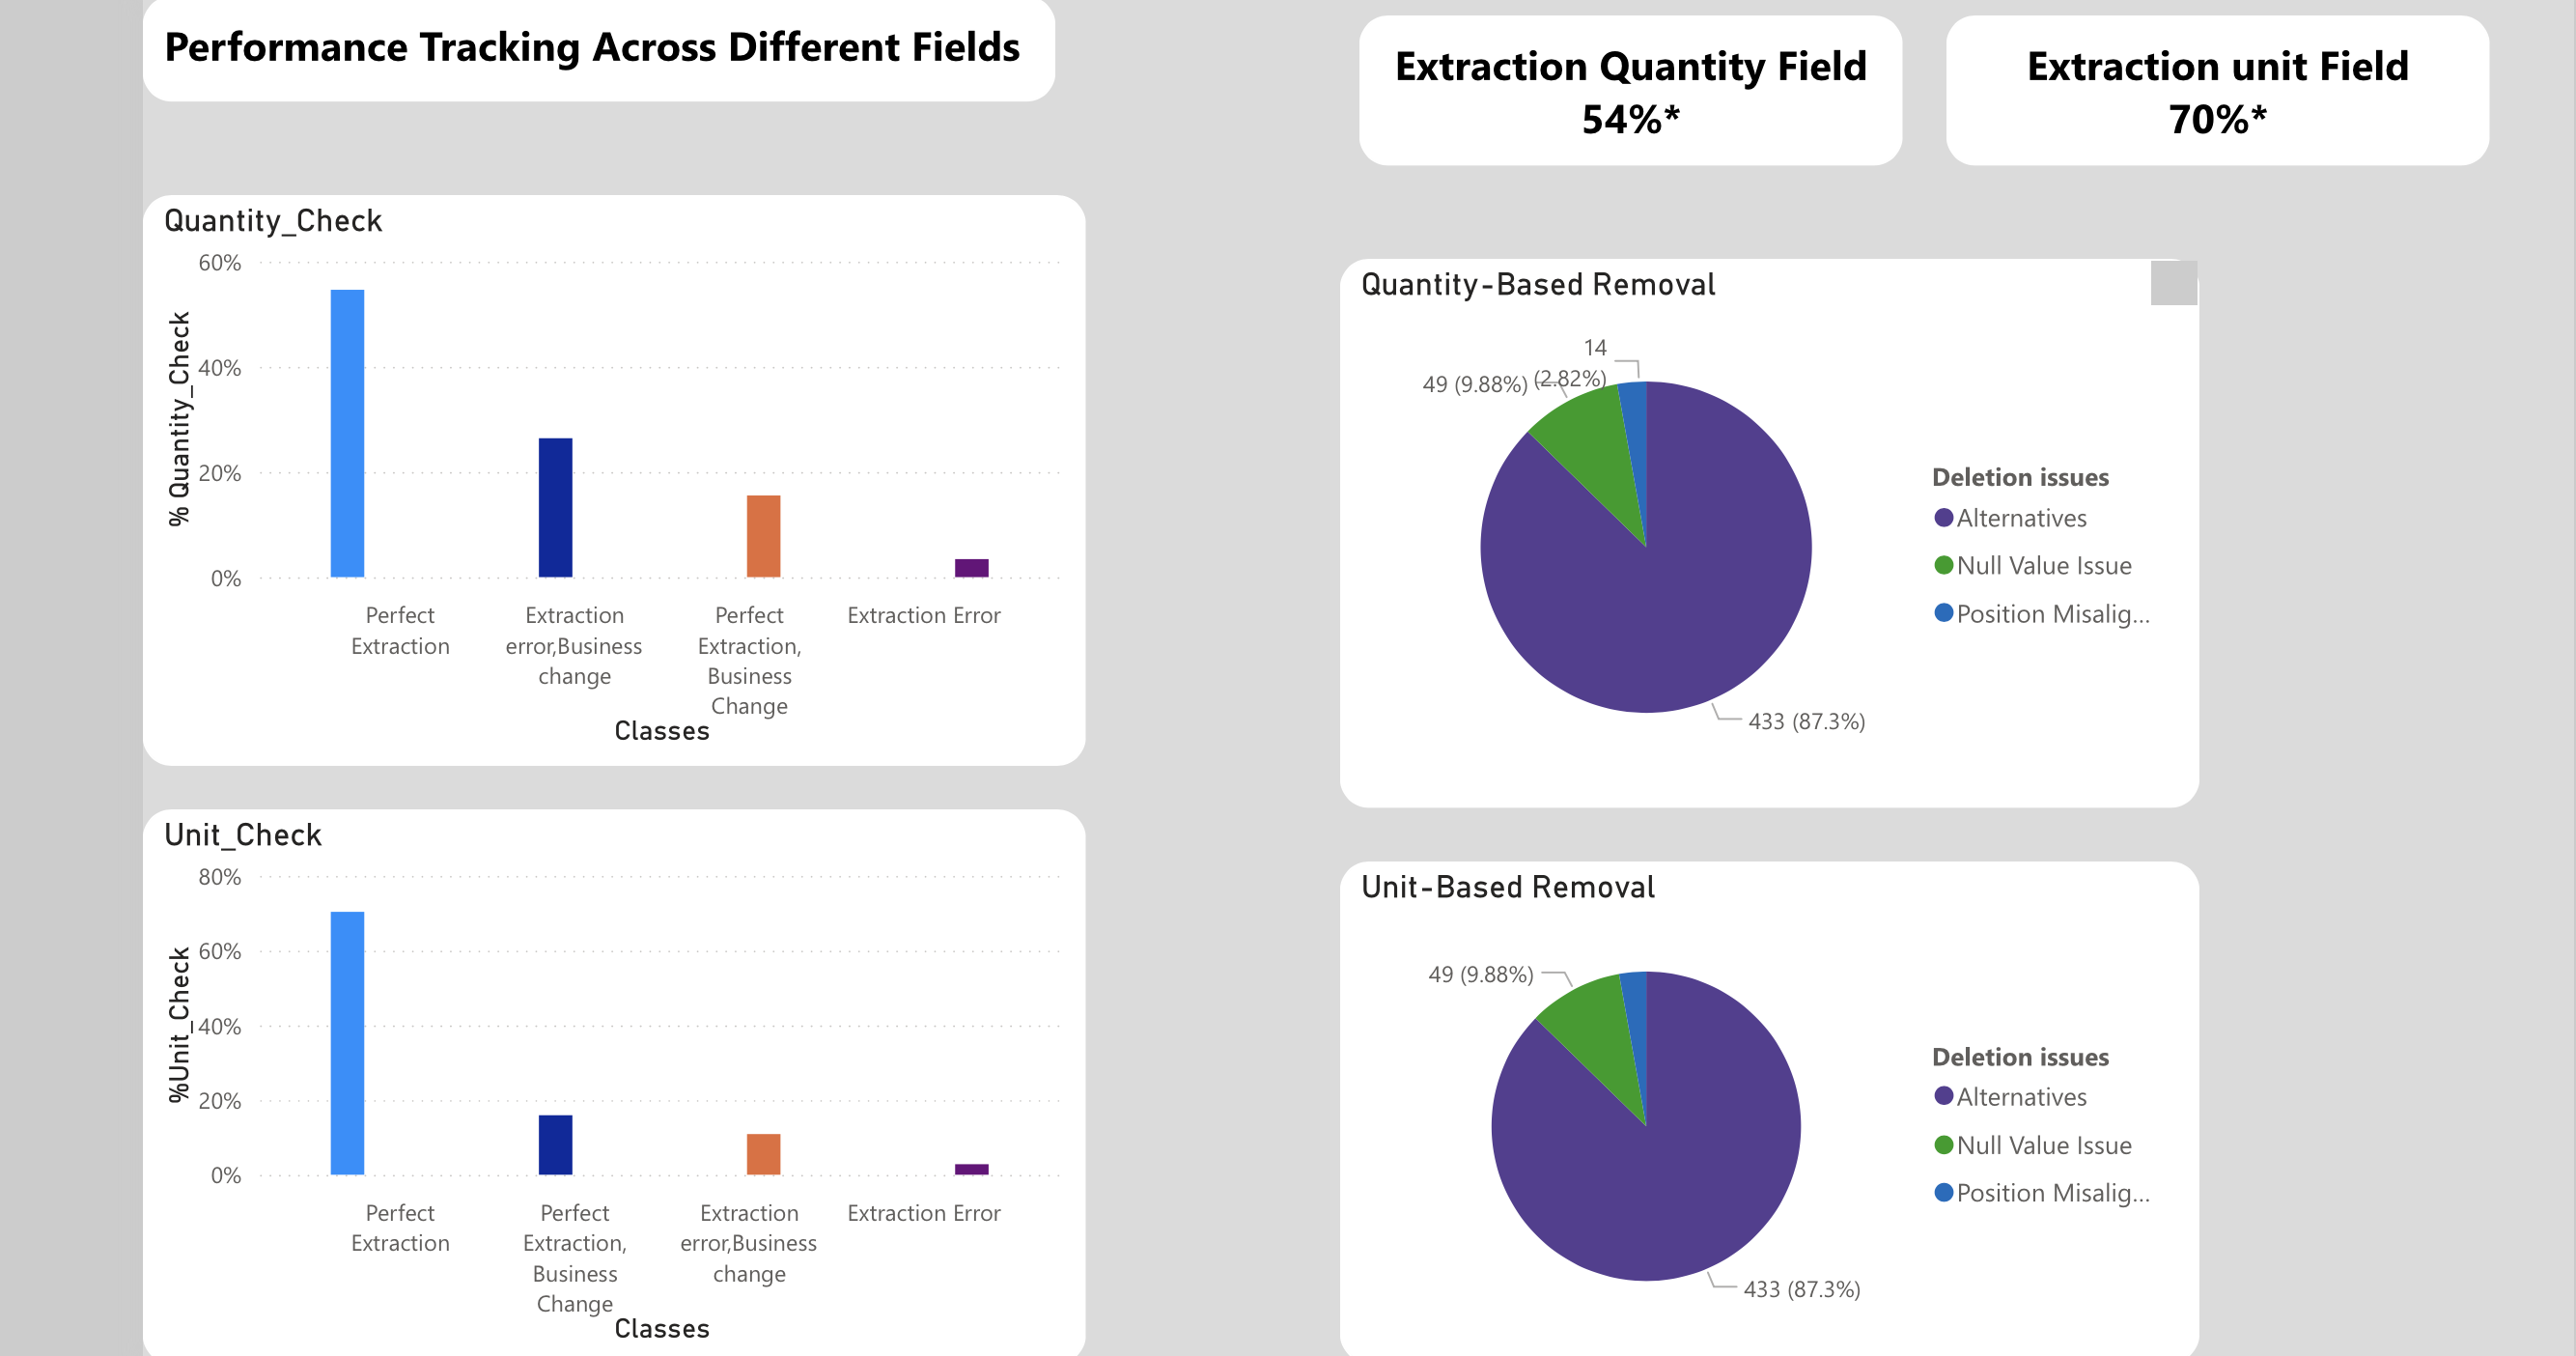 Performance Tracking Across Different Fields
Extraction Quantity Field
54%*
Extraction unit Field
70%*
Quantity_Check
% Quantity_Check
60%
40%
20%
0%
Perfect
Extraction
Extraction
error,Business
change
Perfect
Extraction,
Business
Change
Extraction Error
Classes
Quantity-Based Removal
14
(2.82%)
49 (9.88%)
433 (87.3%)
Deletion issues
Alternatives
Null Value Issue
Position Misalig...
Unit_Check
%Unit_Check
80%
60%
40%
20%
0%
Perfect
Extraction
Perfect
Extraction,
Business
Change
Extraction
error,Business
change
Extraction Error
Classes
Unit-Based Removal
49 (9.88%)
433 (87.3%)
Deletion issues
Alternatives
Null Value Issue
Position Misalig...